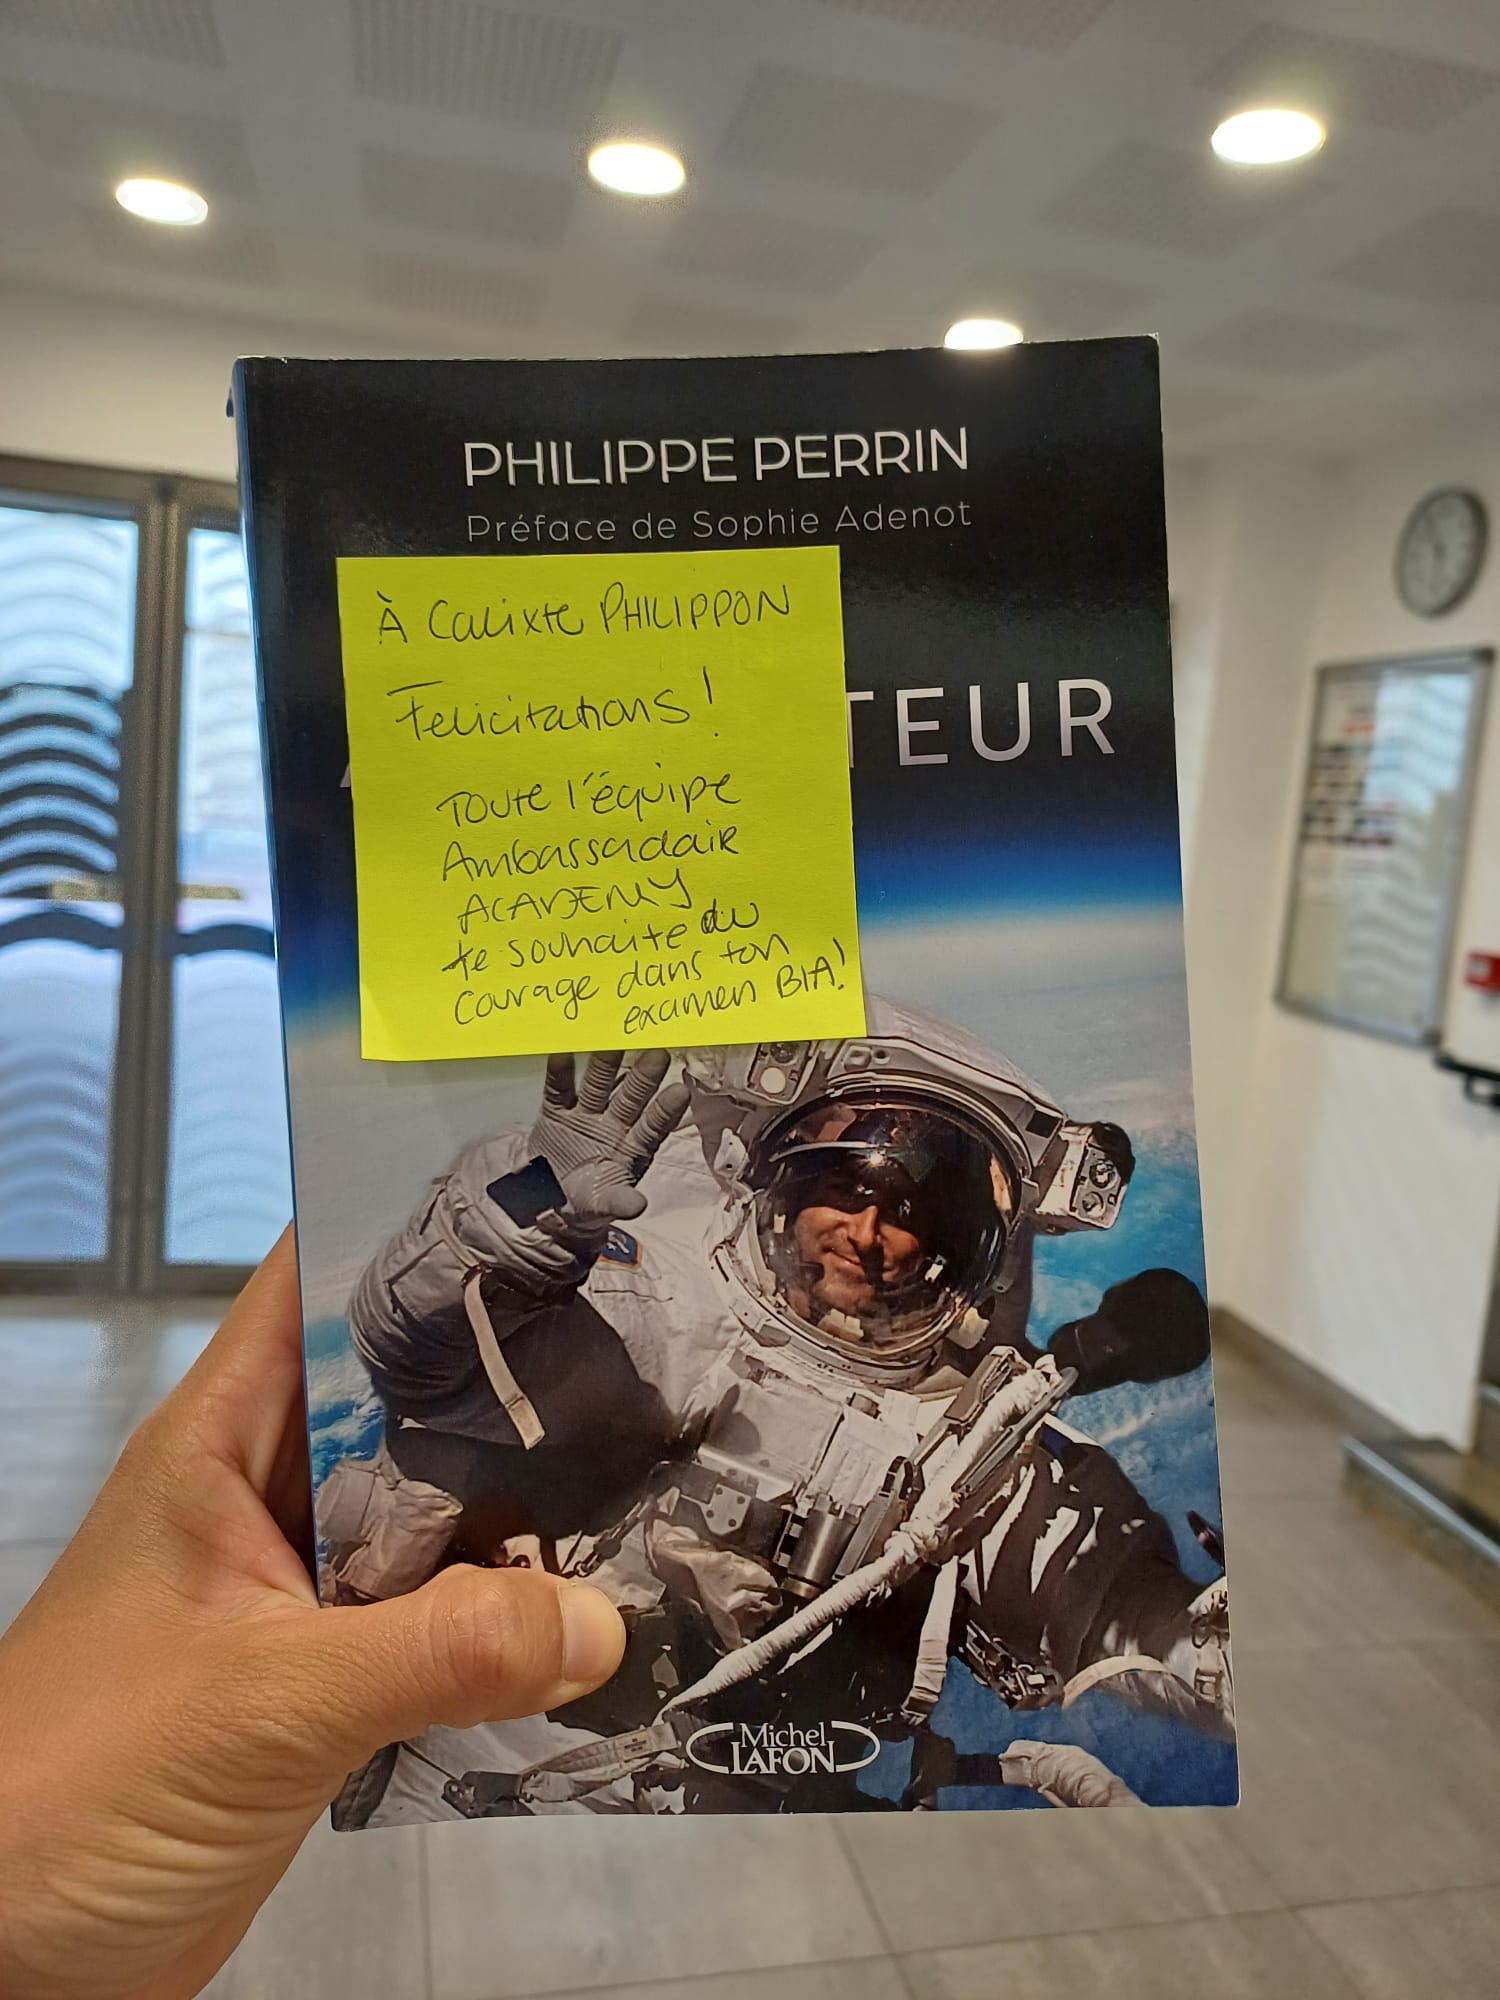 PHILIPPE PERRIN
Préface de Sophie Adenot
À Calixte PHILIPPON
Felicitations!
Toute l'équipe
Ambassadair
ACADEMY
te souhaite du
courage dans ton
examen BIA!
TEUR
Michel
LAFON